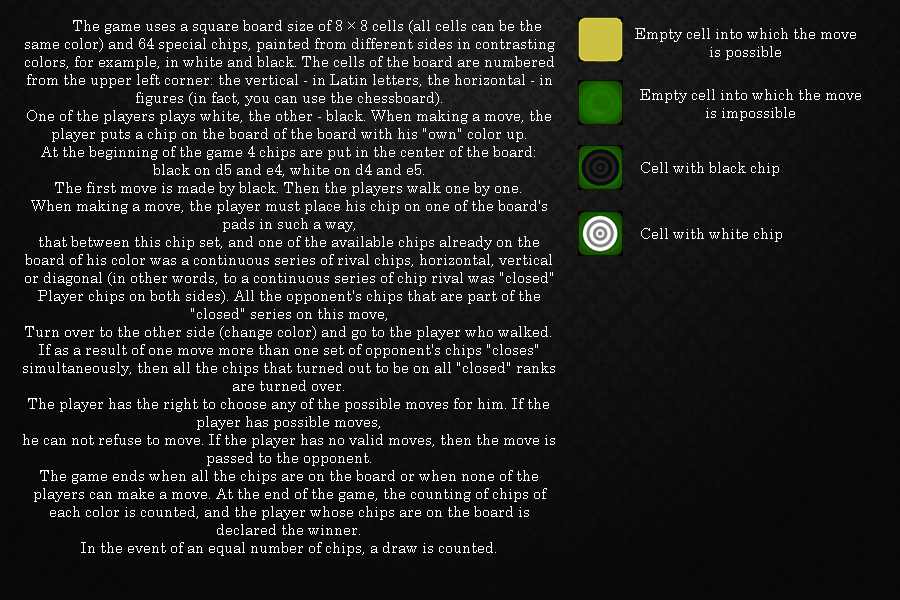 The game uses a square board size of 8 × 8 cells (all cells can be the
same color) and 64 special chips, painted from different sides in contrasting
colors, for example, in white and black. The cells of the board are numbered
from the upper left corner: the vertical - in Latin letters, the horizontal - in
figures (in fact, you can use the chessboard).
One of the players plays white, the other - black. When making a move, the
player puts a chip on the board of the board with his "own" color up.
At the beginning of the game 4 chips are put in the center of the board:
black on d5 and e4, white on d4 and e5.
The first move is made by black. Then the players walk one by one.
When making a move, the player must place his chip on one of the board's
pads in such a way,
that between this chip set, and one of the available chips already on the
board of his color was a continuous series of rival chips, horizontal, vertical
or diagonal (in other words, to a continuous series of chip rival was "closed"
Player chips on both sides). All the opponent's chips that are part of the
"closed" series on this move,
Turn over to the other side (change color) and go to the player who walked.
If as a result of one move more than one set of opponent's chips "closes"
simultaneously, then all the chips that turned out to be on all "closed" ranks
are turned over.
The player has the right to choose any of the possible moves for him. If the
player has possible moves,
he can not refuse to move. If the player has no valid moves, then the move is
passed to the opponent.
The game ends when all the chips are on the board or when none of the
players can make a move. At the end of the game, the counting of chips of
each color is counted, and the player whose chips are on the board is
declared the winner.
In the event of an equal number of chips, a draw is counted.
Empty cell into which the move
is possible
Empty cell into which the move
is impossible
Cell with black chip
Cell with white chip